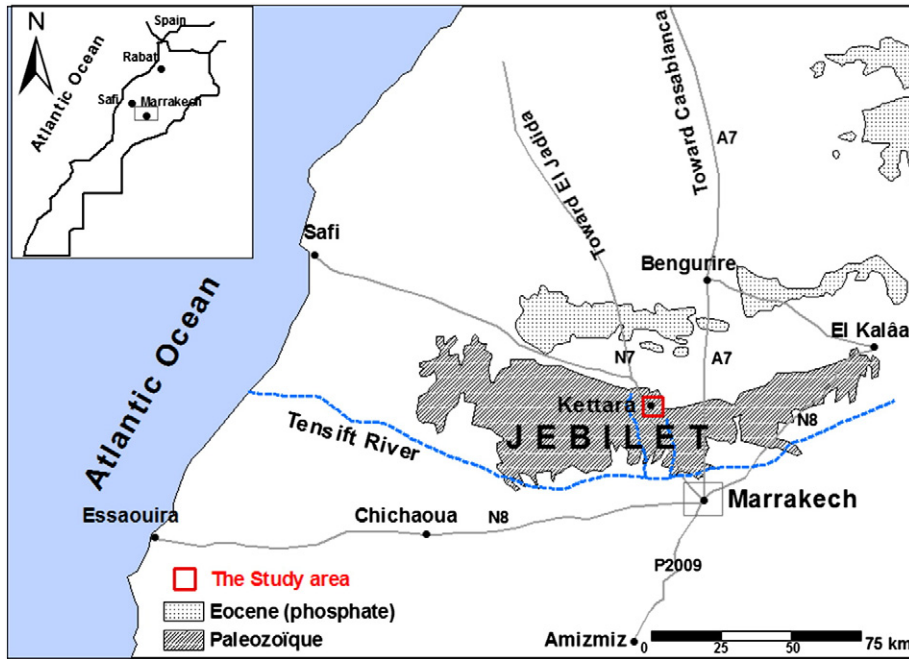 N
Spain
Rabat
Safi
Marrakech
Atlantic Ocean
Toward El Jadida
Toward Casablanca
A7
Safi
Bengurire
El Kalâa
N7
A7
Kettara
JEBILET
N8
Tensift River
Atlantic Ocean
Marrakech
Essaouira
Chichaoua
N8
P2009
The Study area
Eocene (phosphate)
Paleozoïque
Amizmiz
0 25 50 75 km